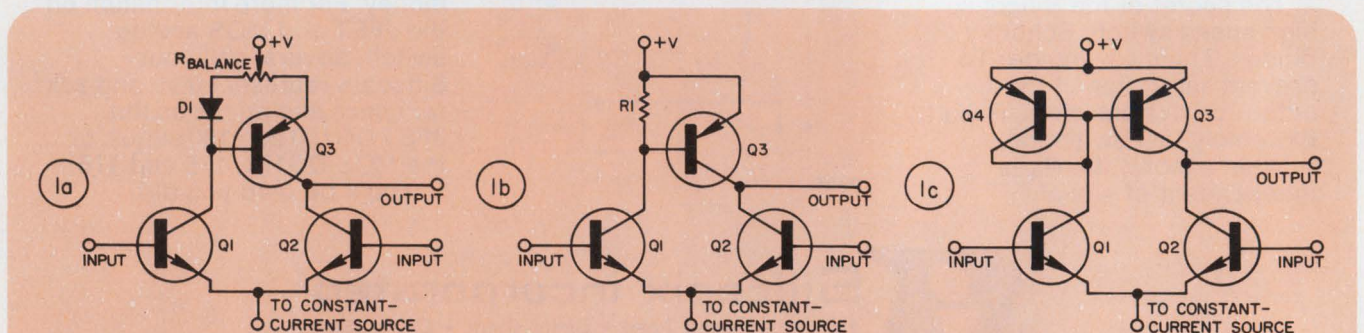 +V
R BALANCE
D1
Q3
1a
OUTPUT
Q1
Q2
INPUT
INPUT
TO CONSTANT-
CURRENT SOURCE
+V
R1
Q3
1b
OUTPUT
Q1
Q2
INPUT
INPUT
TO CONSTANT-
CURRENT SOURCE
+V
Q4
Q3
1c
OUTPUT
Q1
Q2
INPUT
INPUT
TO CONSTANT-
CURRENT SOURCE